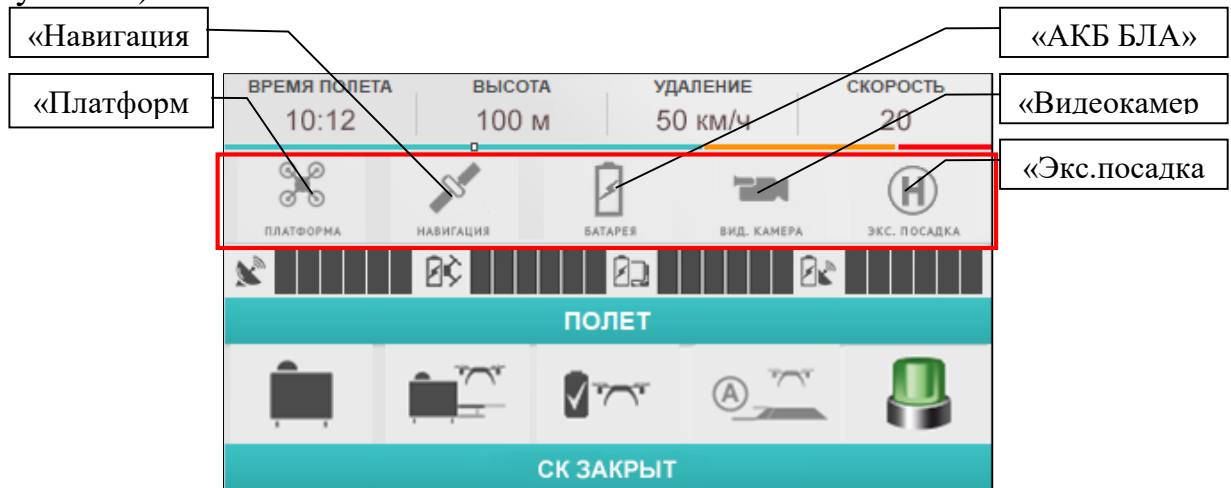 «Навигация
«АКБ БЛА»
«Платформ
«Видеокамер
«Экс.посадка
ВРЕМЯ ПОЛЕТА ВЫСОТА УДАЛЕНИЕ СКОРОСТЬ
10:12 100 м 50 км/ч 20
H
ПЛАТФОРМА НАВИГАЦИЯ БАТАРЕЯ ВИД. КАМЕРА ЭКС. ПОСАДКА
ПОЛЕТ
A
СК ЗАКРЫТ